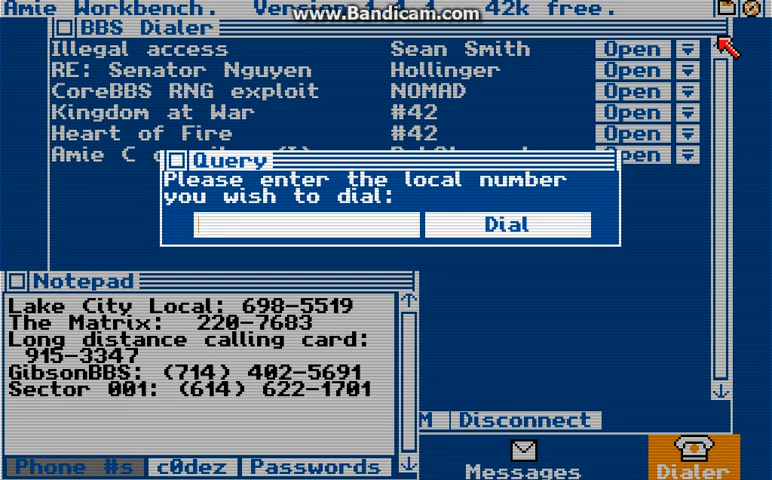 Amie Workbench. Version 1.1.1 42k free.
www.Bandicam.com
BBS Dialer
Illegal access Sean Smith Open
RE: Senator Nguyen Hollinger Open
CoreBBS RNG exploit NOMAD Open
Kingdom at War #42 Open
Heart of Fire #42 Open
Amie C
Query
Please enter the local number
you wish to dial:
Dial
Notepad
Lake City Local: 698-5519
The Matrix: 220-7683
Long distance calling card:
915-3347
GibsonBBS: (714) 402-5691
Sector 001: (614) 622-1701
Phone #s c0dez Passwords
M Disconnect
Messages Dialer